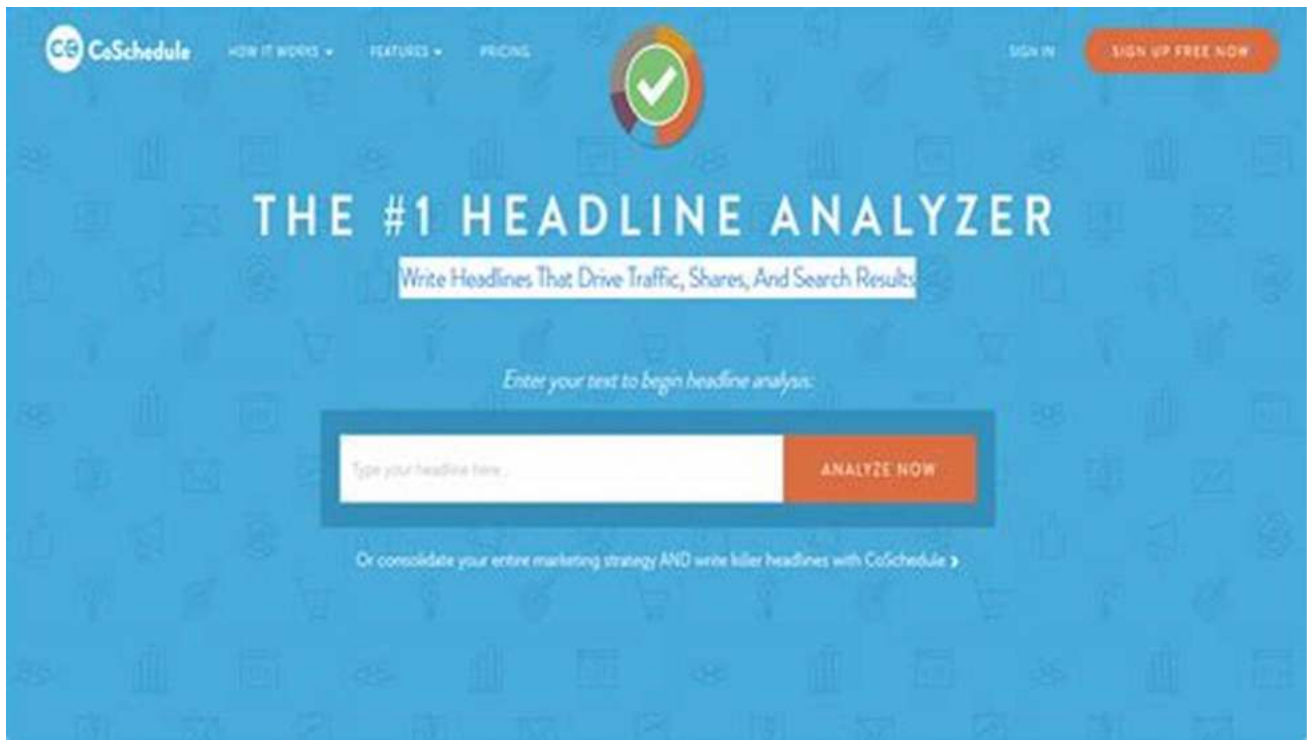 CoSchedule HOW IT WORKS FEATURES PRICING SIGN IN SIGN UP FREE NOW
THE #1 HEADLINE ANALYZER
Write Headlines That Drive Traffic, Shares, And Search Results
Enter your text to begin headline analysis:
Type your headline here... ANALYZE NOW
Or consolidate your entire marketing strategy AND write killer headlines with CoSchedule